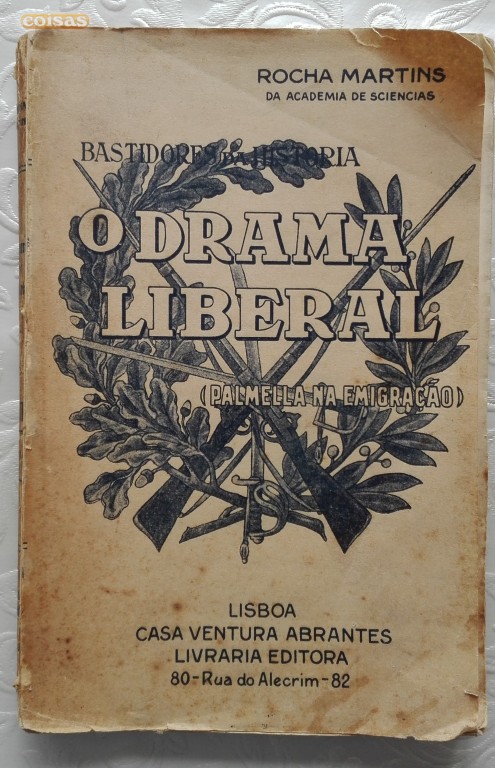 coisas
ROCHA MARTINS
DA ACADEMIA DE SCIENCIAS
BASTIDORES DA HISTORIA
O DRAMA
LIBERAL
(PALMELLA NA EMIGRAÇÃO)
LISBOA
CASA VENTURA ABRANTES
LIVRARIA EDITORA
80-Rua do Alecrim-82